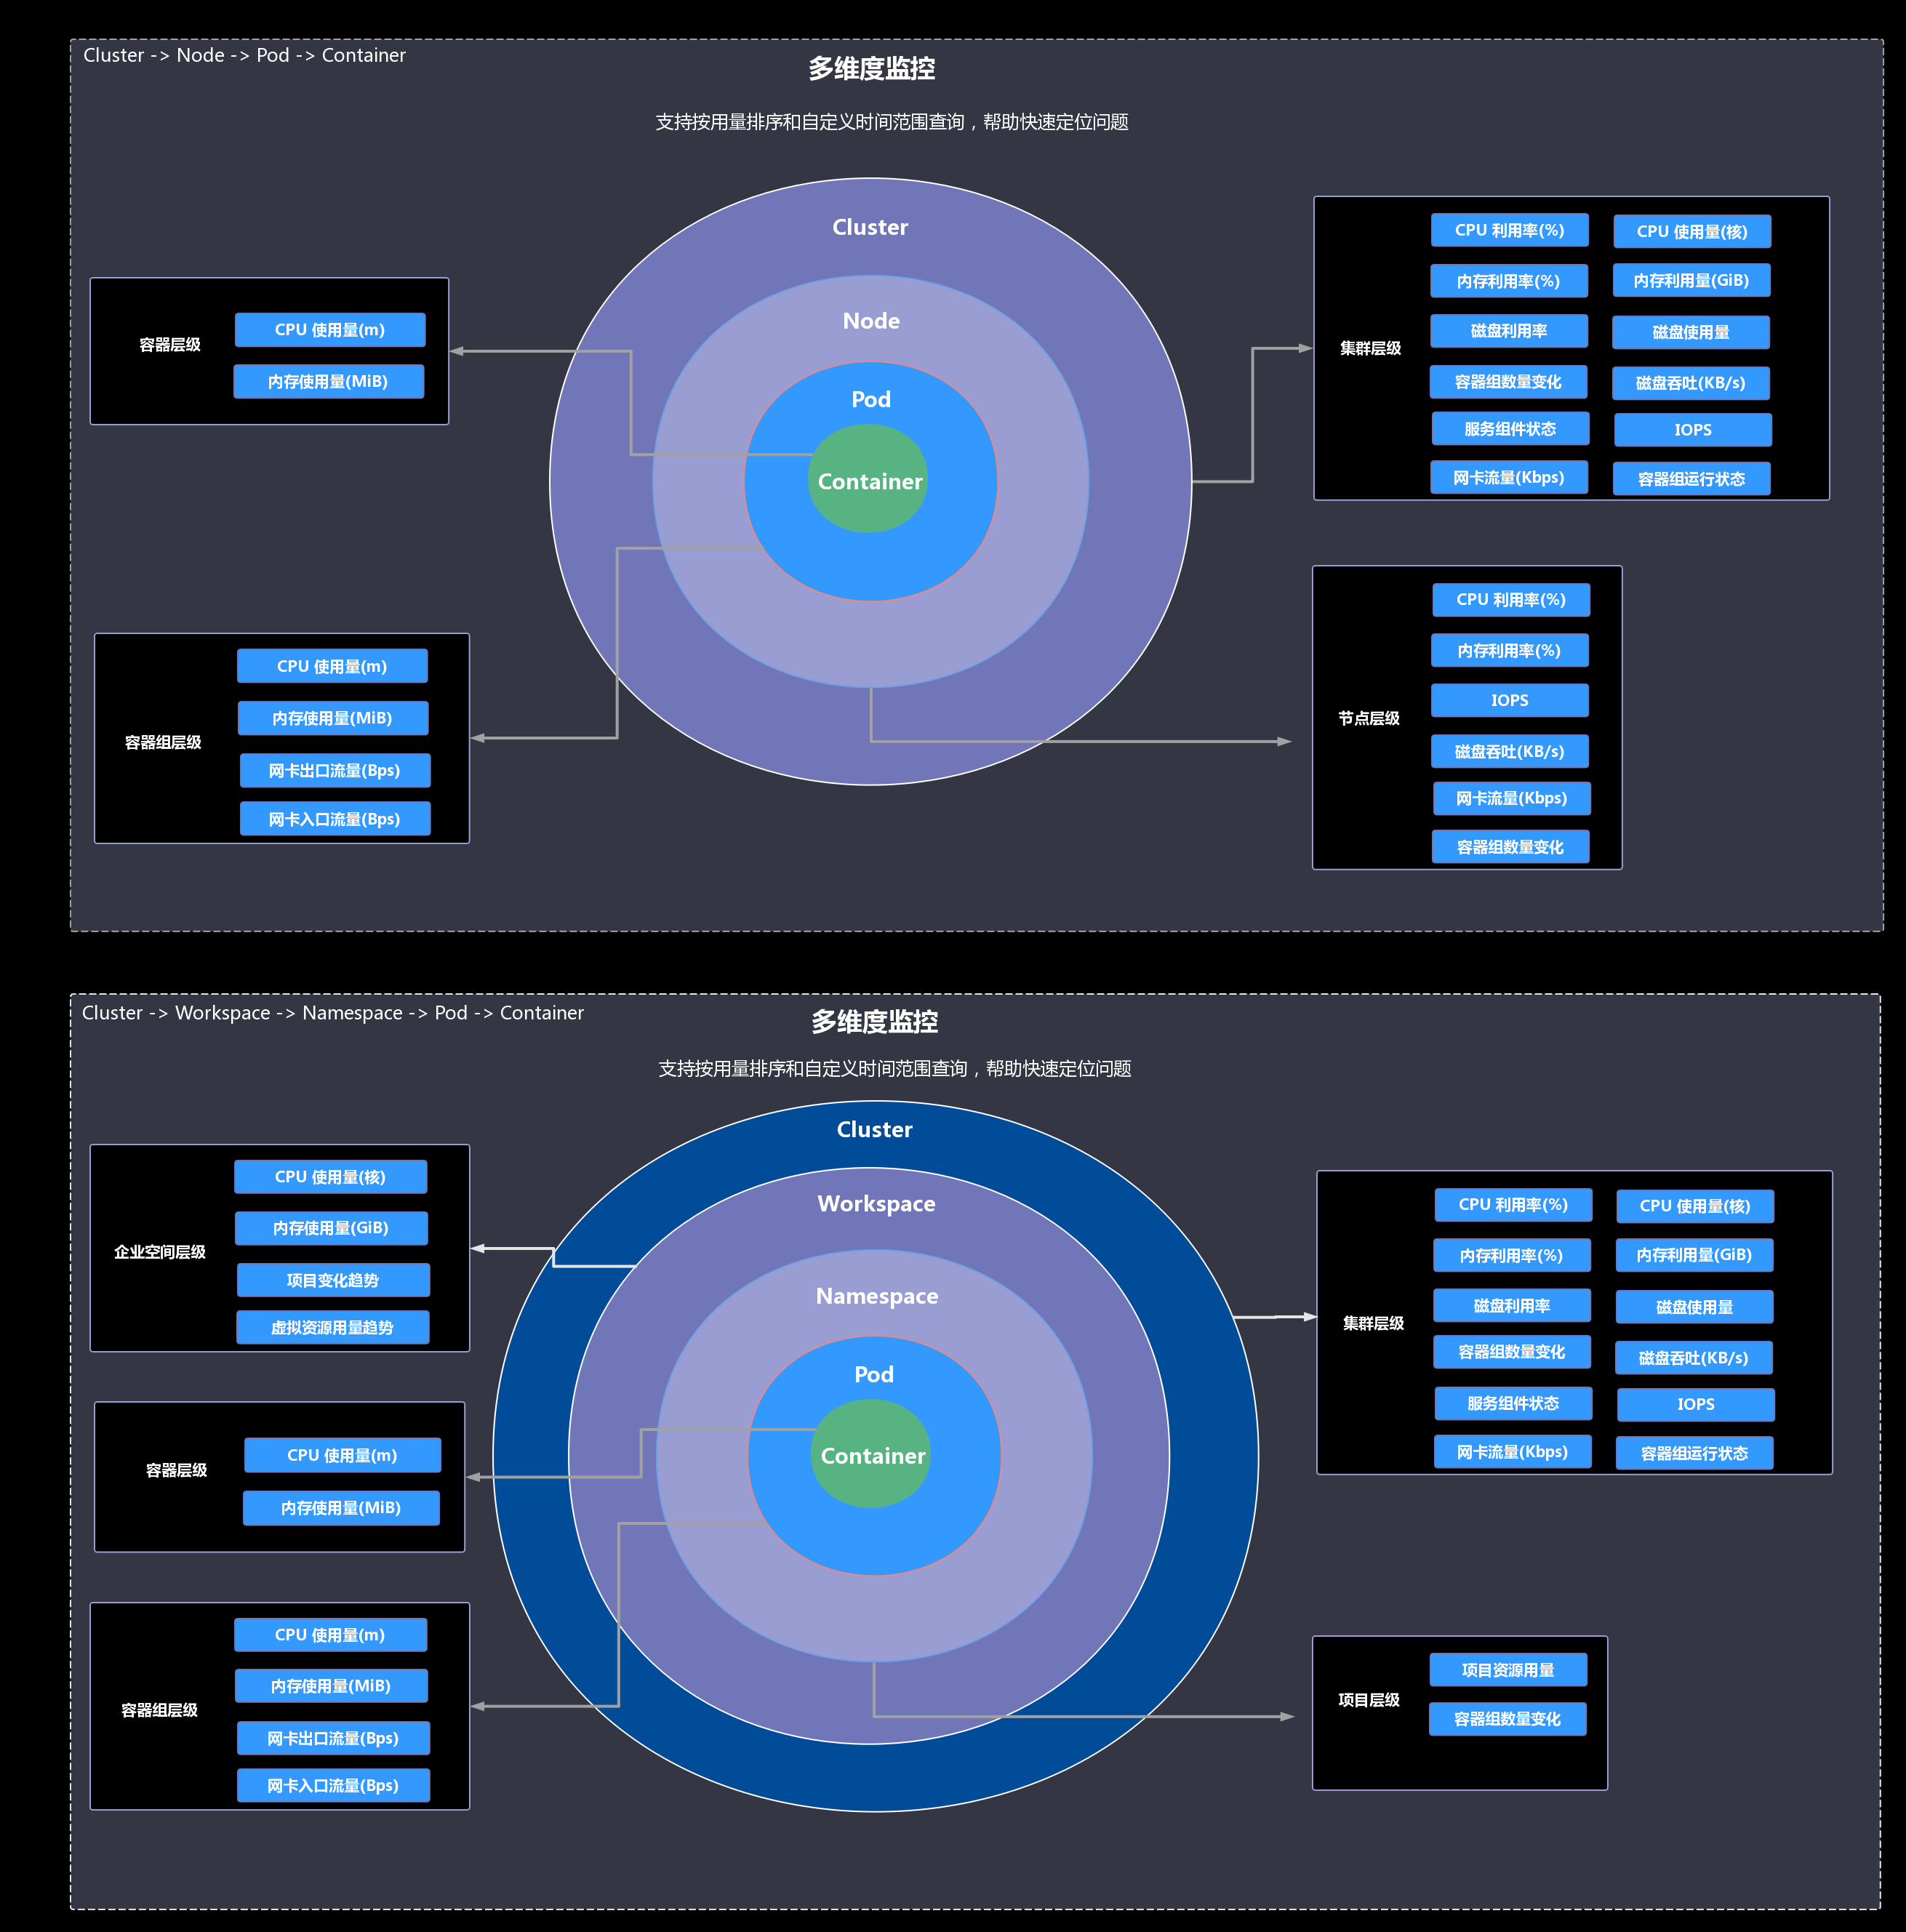 Cluster -> Node -> Pod -> Container
多维度监控
支持按用量排序和自定义时间范围查询，帮助快速定位问题
Cluster
Node
Pod
Container
容器层级
CPU 使用量(m)
内存使用量(MiB)
容器组层级
CPU 使用量(m)
内存使用量(MiB)
网卡出口流量(Bps)
网卡入口流量(Bps)
集群层级
CPU 利用率(%)
CPU 使用量(核)
内存利用率(%)
内存利用量(GiB)
磁盘利用率
磁盘使用量
容器组数量变化
磁盘吞吐(KB/s)
服务组件状态
IOPS
网卡流量(Kbps)
容器组运行状态
节点层级
CPU 利用率(%)
内存利用率(%)
IOPS
磁盘吞吐(KB/s)
网卡流量(Kbps)
容器组数量变化
Cluster -> Workspace -> Namespace -> Pod -> Container
多维度监控
支持按用量排序和自定义时间范围查询，帮助快速定位问题
Cluster
Workspace
Namespace
Pod
Container
企业空间层级
CPU 使用量(核)
内存使用量(GiB)
项目变化趋势
虚拟资源用量趋势
容器层级
CPU 使用量(m)
内存使用量(MiB)
容器组层级
CPU 使用量(m)
内存使用量(MiB)
网卡出口流量(Bps)
网卡入口流量(Bps)
集群层级
CPU 利用率(%)
CPU 使用量(核)
内存利用率(%)
内存利用量(GiB)
磁盘利用率
磁盘使用量
容器组数量变化
磁盘吞吐(KB/s)
服务组件状态
IOPS
网卡流量(Kbps)
容器组运行状态
项目层级
项目资源用量
容器组数量变化